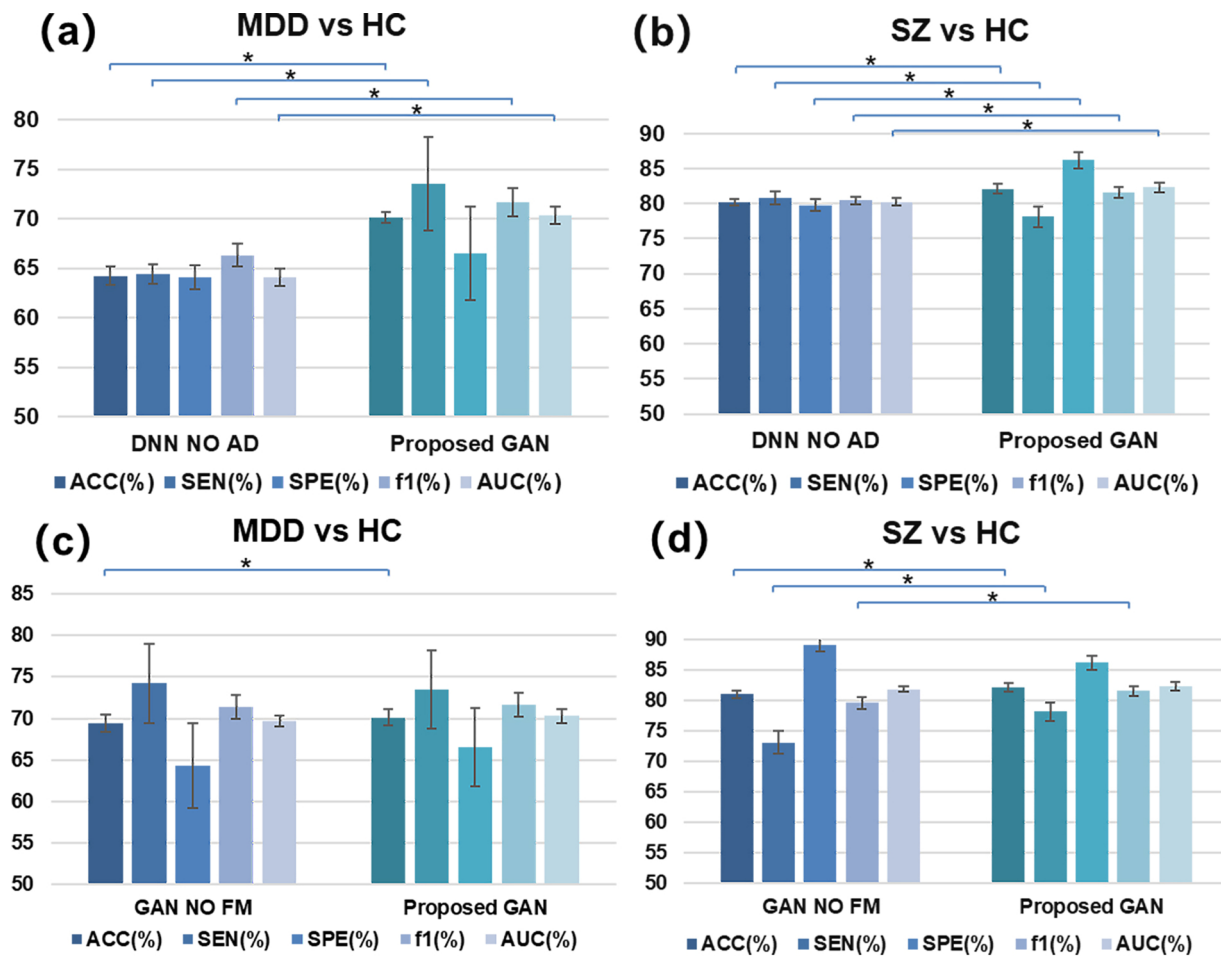 (a)
MDD vs HC
*
*
*
*
80
75
70
65
60
55
50
DNN NO AD
Proposed GAN
ACC(%) SEN(%) SPE(%) f1(%) AUC(%)
(b)
SZ vs HC
*
*
*
*
*
90
85
80
75
70
65
60
55
50
DNN NO AD
Proposed GAN
ACC(%) SEN(%) SPE(%) f1(%) AUC(%)
(c)
MDD vs HC
*
85
80
75
70
65
60
55
50
GAN NO FM
Proposed GAN
ACC(%) SEN(%) SPE(%) f1(%) AUC(%)
(d)
SZ vs HC
*
*
*
90
85
80
75
70
65
60
55
50
GAN NO FM
Proposed GAN
ACC(%) SEN(%) SPE(%) f1(%) AUC(%)